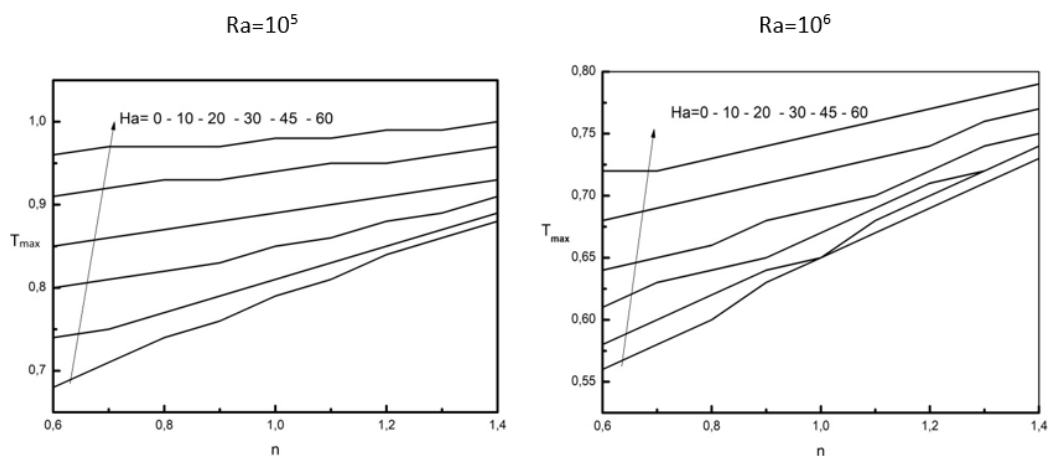 Ra=10⁵
Ra=10⁶
Ha= 0 - 10 - 20 - 30 - 45 - 60
1,0
0,9
Tmax
0,8
0,7
0,6 0,8 1,0 1,2 1,4
n
0,80
Ha=0 - 10 - 20 - 30 - 45 - 60
0,75
0,70
Tmax
0,65
0,60
0,55
0,6 0,8 1,0 1,2 1,4
n